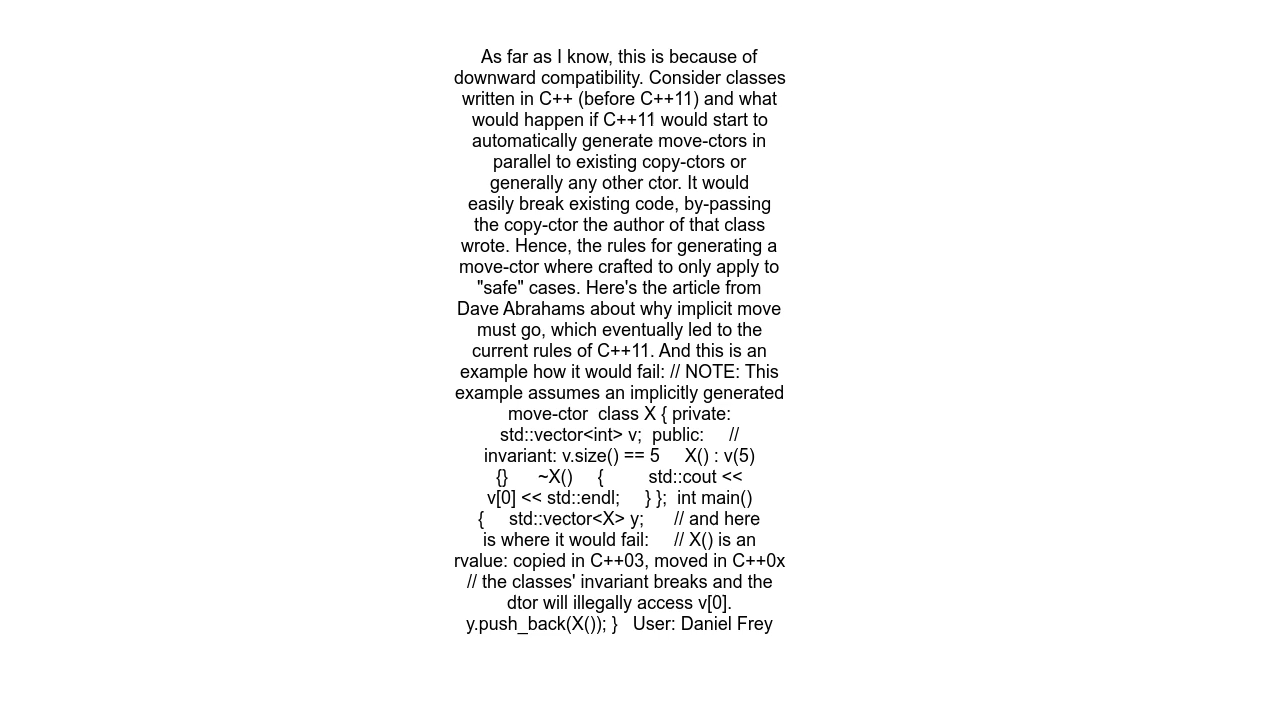 As far as I know, this is because of
downward compatibility. Consider classes
written in C++ (before C++11) and what
would happen if C++11 would start to
automatically generate move-ctors in
parallel to existing copy-ctors or
generally any other ctor. It would
easily break existing code, by-passing
the copy-ctor the author of that class
wrote. Hence, the rules for generating a
move-ctor where crafted to only apply to
"safe" cases. Here's the article from
Dave Abrahams about why implicit move
must go, which eventually led to the
current rules of C++11. And this is an
example how it would fail: // NOTE: This
example assumes an implicitly generated
move-ctor  class X { private:
std::vector<int> v;  public:     //
invariant: v.size() == 5     X() : v(5)
{}      ~X()     {         std::cout <<
v[0] << std::endl;     } };  int main()
{     std::vector<X> y;      // and here
is where it would fail:     // X() is an
rvalue: copied in C++03, moved in C++0x
// the classes' invariant breaks and the
dtor will illegally access v[0].
y.push_back(X()); }   User: Daniel Frey